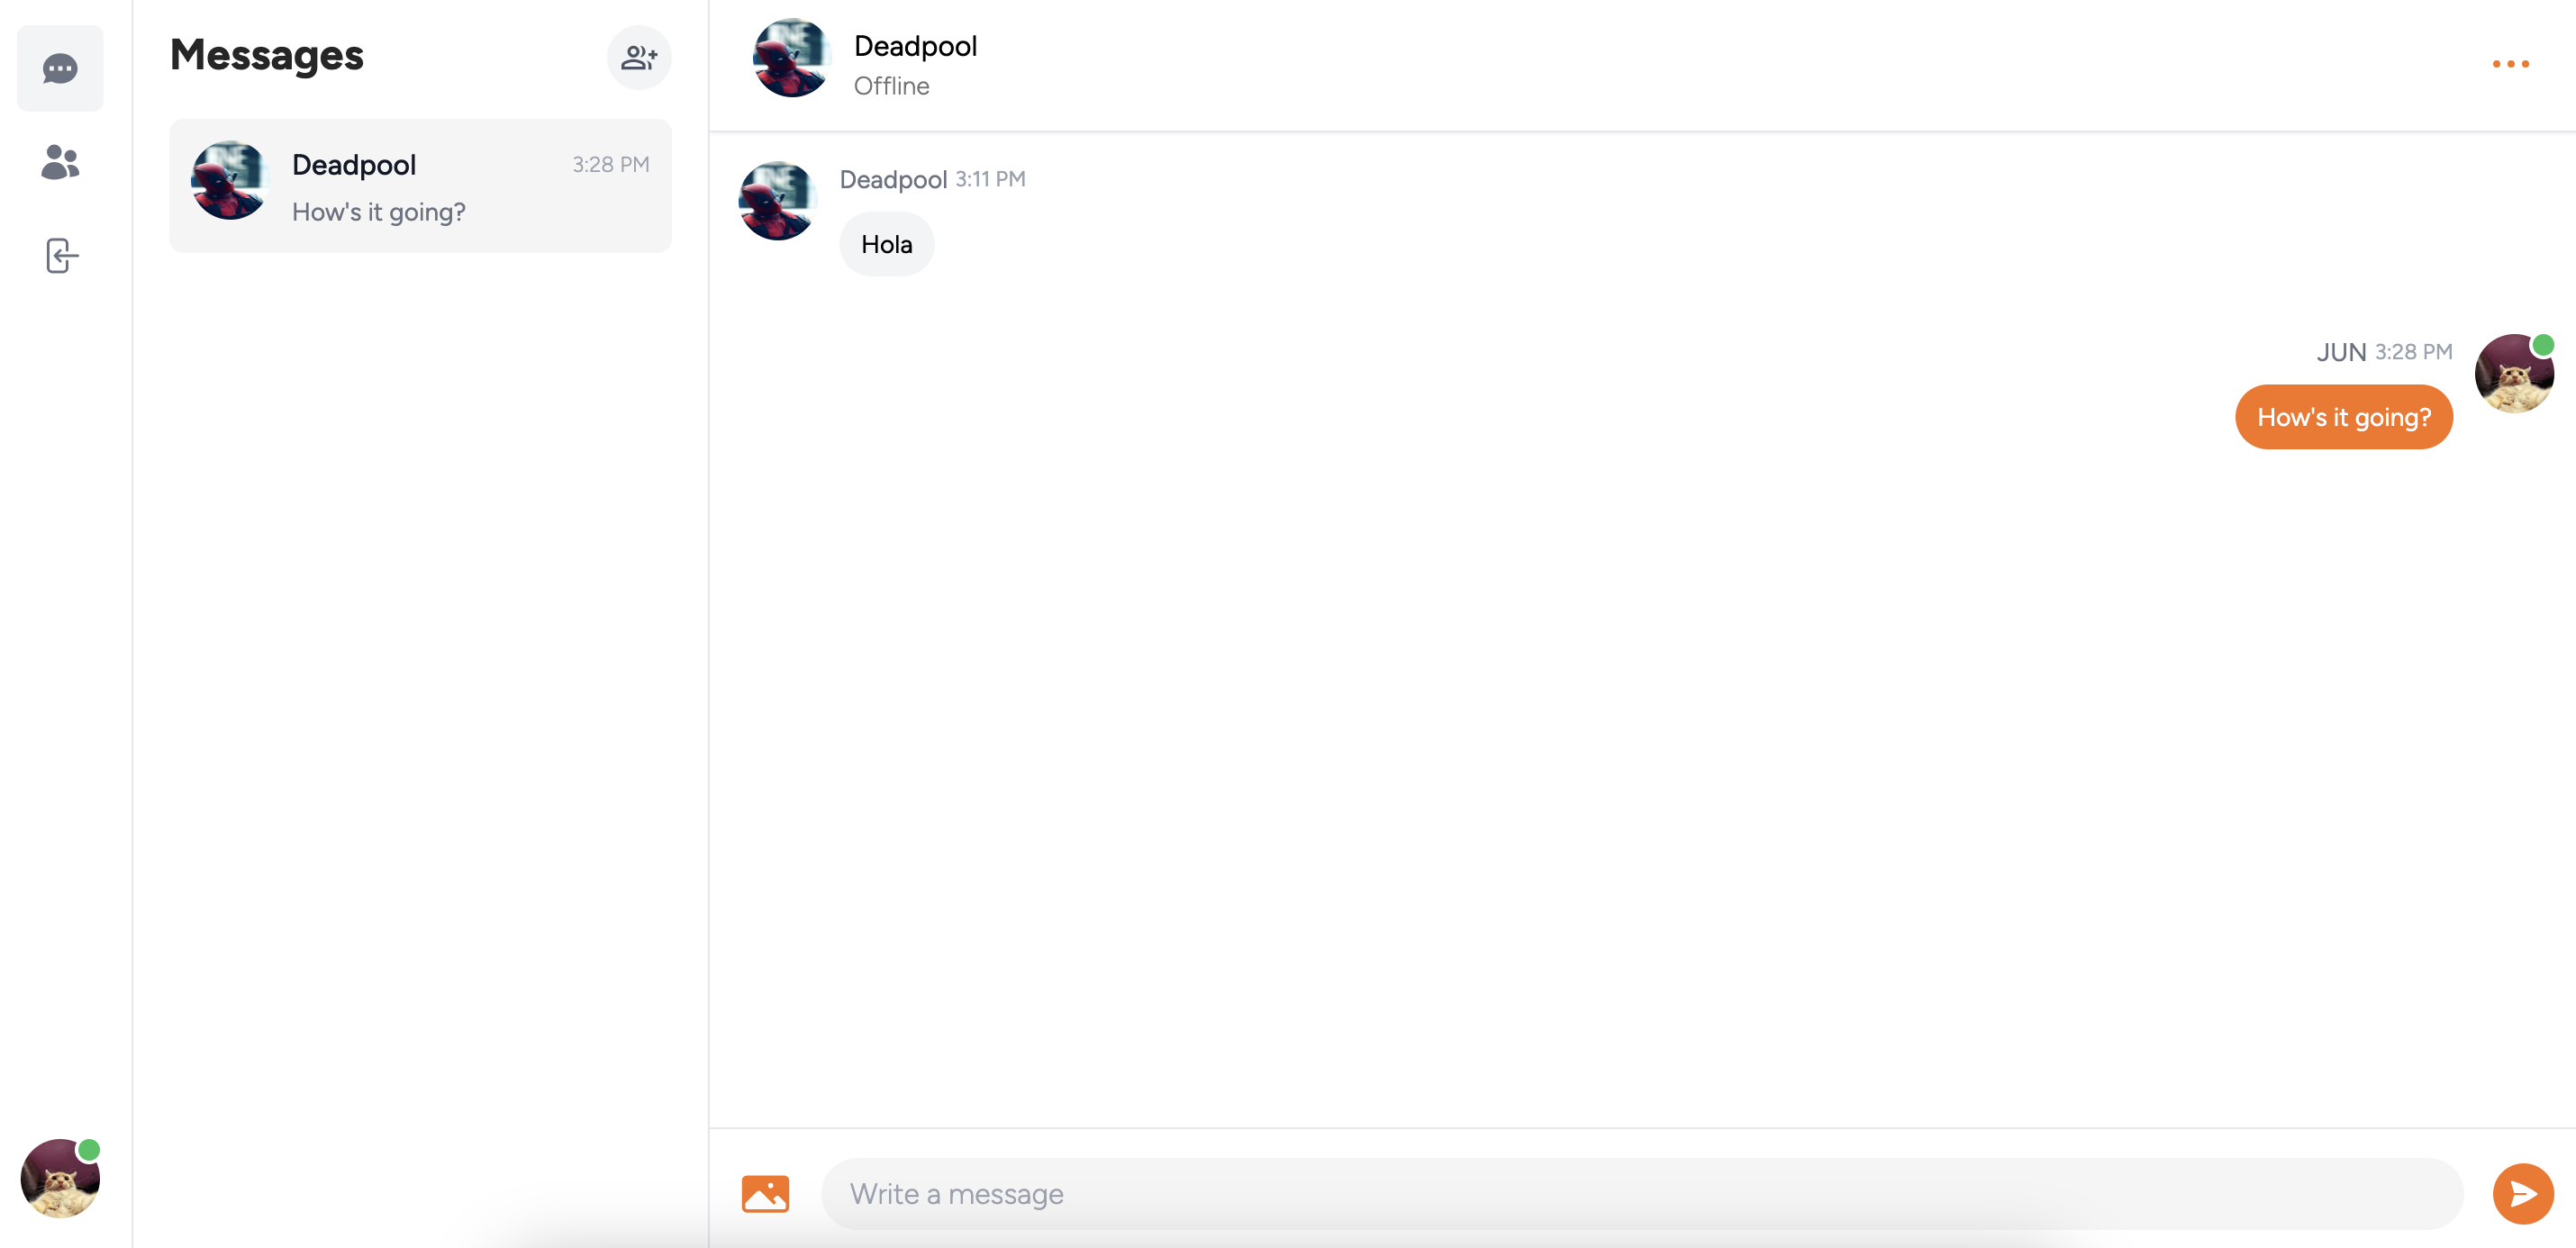 Messages
Deadpool 3:28 PM
How's it going?
Deadpool
Offline
Deadpool 3:11 PM
Hola
JUN 3:28 PM
How's it going?
Write a message